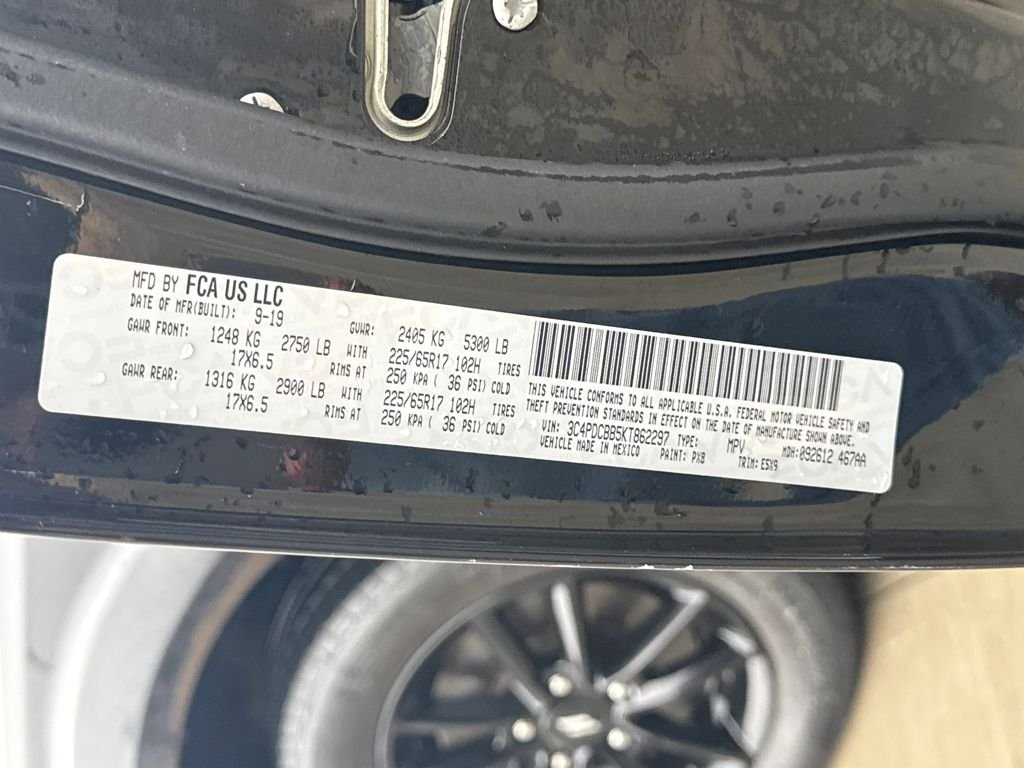 MFD BY FCA US LLC
DATE OF MFR(BUILT): 9-19
GAWR FRONT: 1248 KG 2750 LB WITH
17X6.5 RIMS AT
GAWR REAR: 1316 KG 2900 LB WITH
17X6.5 RIMS AT
GVWR: 2405 KG 5300 LB
225/65R17 102H TIRES
250 KPA ( 36 PSI) COLD
225/65R17 102H TIRES
250 KPA ( 36 PSI) COLD
THIS VEHICLE CONFORMS TO ALL APPLICABLE U.S.A. FEDERAL MOTOR VEHICLE SAFETY AND
THEFT PREVENTION STANDARDS IN EFFECT ON THE DATE OF MANUFACTURE SHOWN ABOVE.
VIN: 3C4PDCBB5KT862297 TYPE: MPV MDH:092612 467AA
VEHICLE MADE IN MEXICO PAINT: PX8 TRIM: E5X9